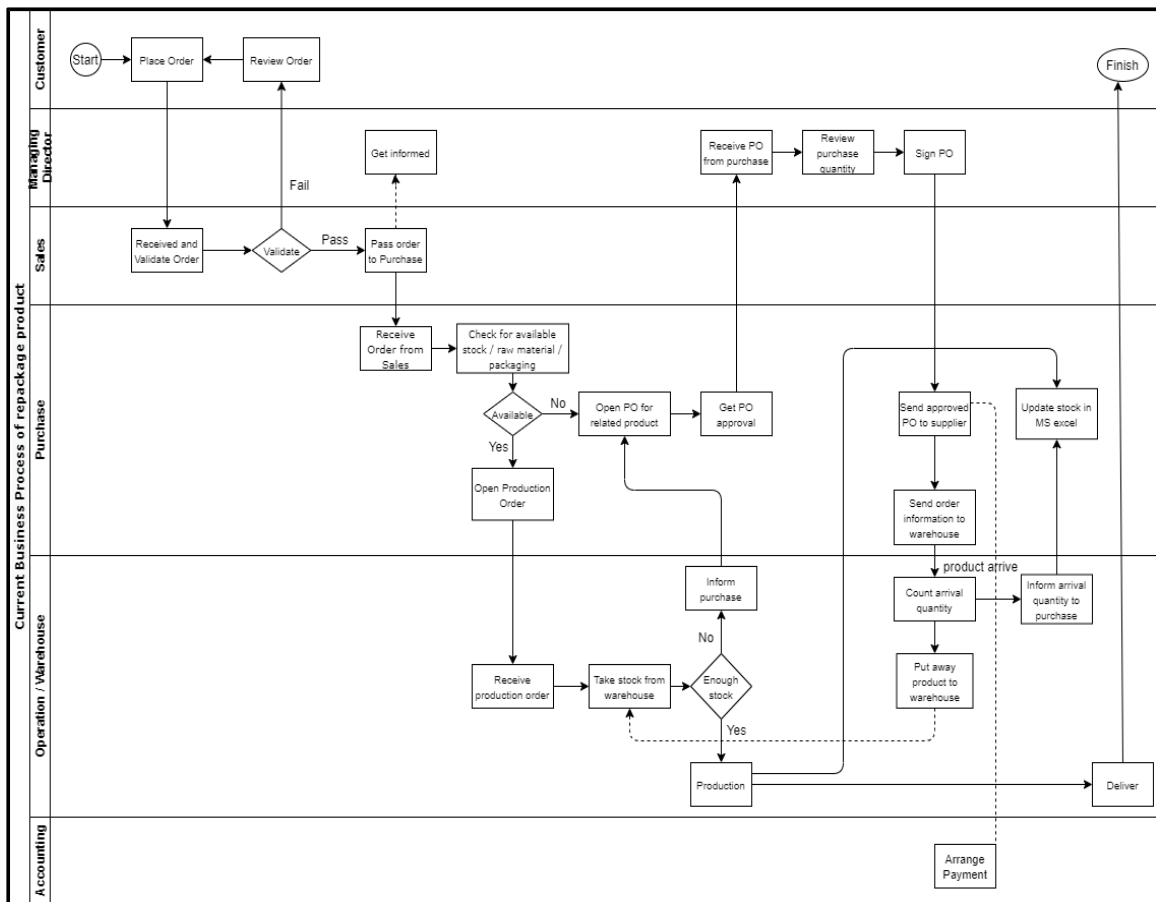 Current Business Process of repackage product
Customer
Start
Place Order
Review Order
Finish
Managing
Director
Get informed
Receive PO
from purchase
Review
purchase
quantity
Sign PO
Fail
Sales
Received and
Validate Order
Validate
Pass
Pass order
to Purchase
Purchase
Receive
Order from
Sales
Check for available
stock / raw material /
packaging
Available
No
Yes
Open PO for
related product
Get PO
approval
Send approved
PO to supplier
Update stock in
MS excel
Open Production
Order
Send order
information to
warehouse
Operation / Warehouse
Inform
purchase
product arrive
Count arrival
quantity
Inform arrival
quantity to
purchase
No
Receive
production order
Take stock from
warehouse
Enough
stock
Put away
product to
warehouse
Yes
Production
Deliver
Accounting
Arrange
Payment